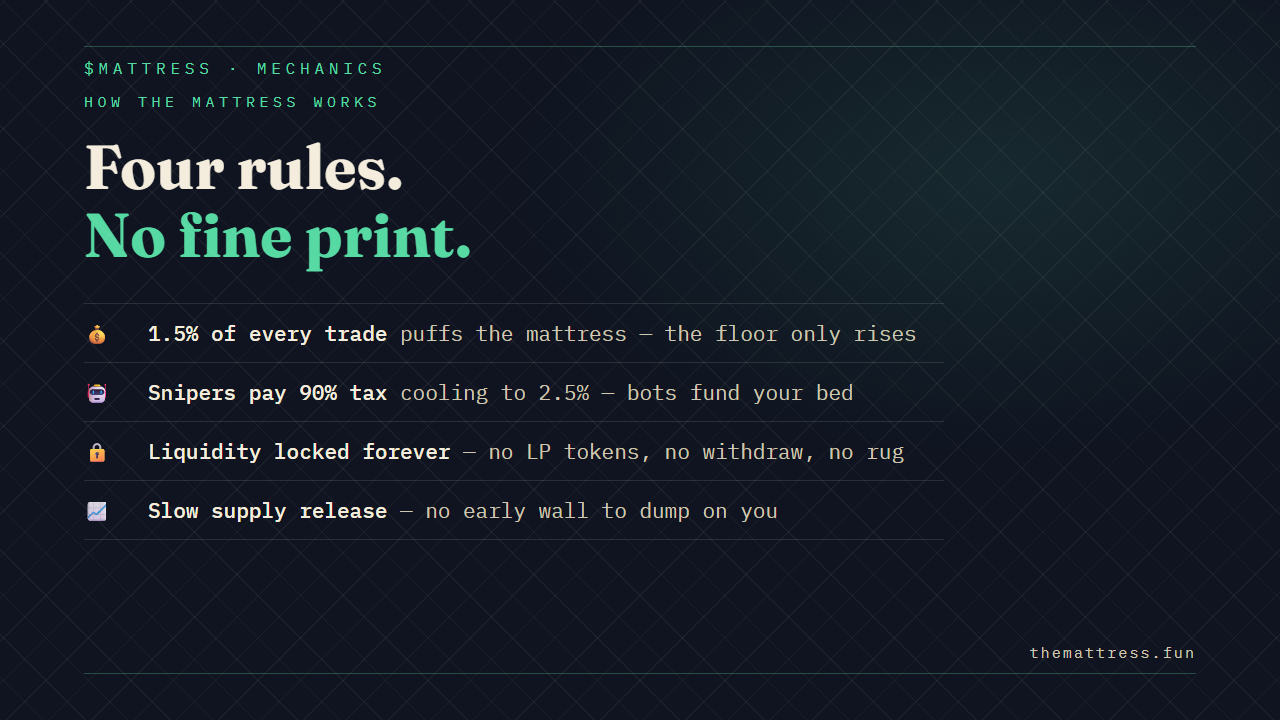 $MATTRESS · MECHANICS
HOW THE MATTRESS WORKS
Four rules.
No fine print.
1.5% of every trade puffs the mattress — the floor only rises
Snipers pay 90% tax cooling to 2.5% — bots fund your bed
Liquidity locked forever — no LP tokens, no withdraw, no rug
Slow supply release — no early wall to dump on you
themattress.fun